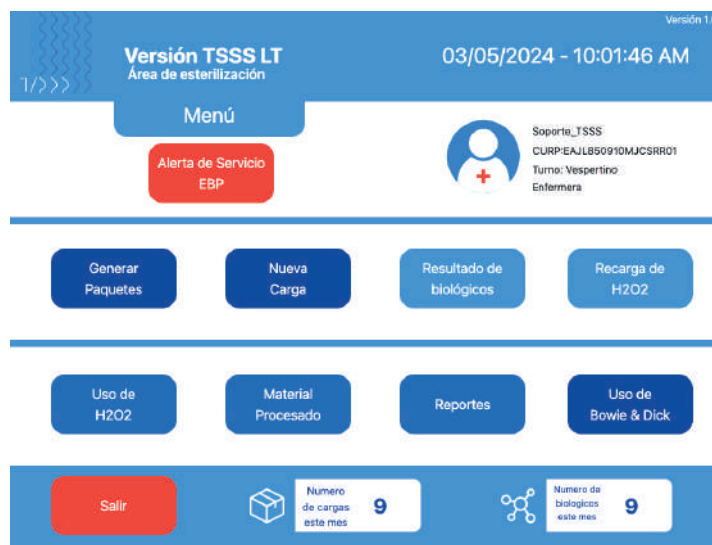 Versión 1.
Versión TSSS LT
Área de esterilización
03/05/2024 - 10:01:46 AM
Menú
Alerta de Servicio
EBP
Soporte_TSSS
CURP:EAJLB50910MJCSRR01
Turno: Vespertino
Enfermera
Generar
Paquetes
Nueva
Carga
Resultado de
biológicos
Recarga de
H2O2
Uso de
H2O2
Material
Procesado
Reportes
Uso de
Bowie & Dick
Salir
Numero
de cargas
este mes
9
Numero de
biologicos
este mes
9